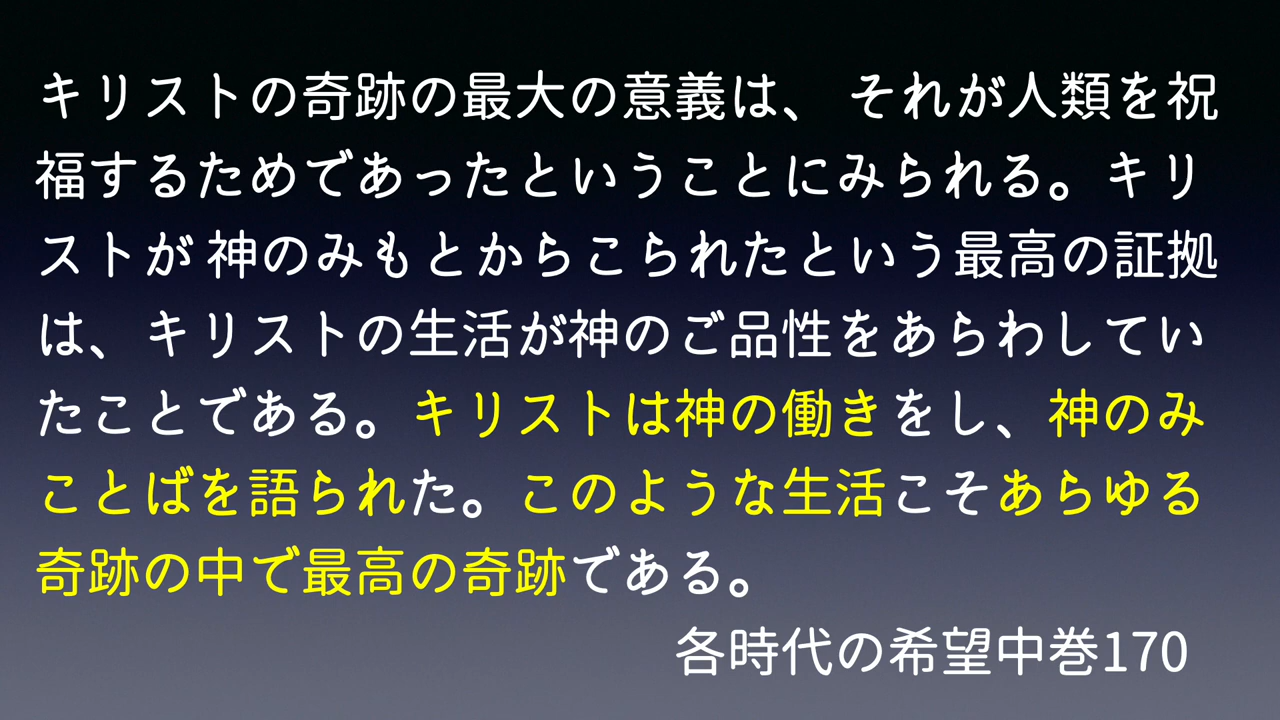 キリストの奇跡の最大の意義は、 それが人類を祝
福するためであったということにみられる。キリ
ストが 神のみもとからこられたという最高の証拠
は、キリストの生活が神のご品性をあらわしてい
たことである。キリストは神の働きをし、神のみ
ことばを語られた。このような生活こそあらゆる
奇跡の中で最高の奇跡である。
各時代の希望中巻170